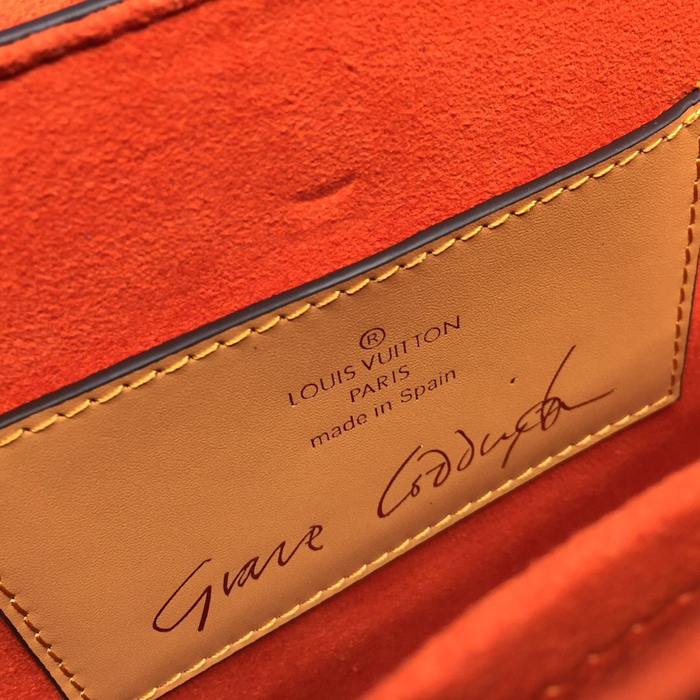 ®
LOUIS VUITTON
PARIS
made in Spain
Grace Coddington